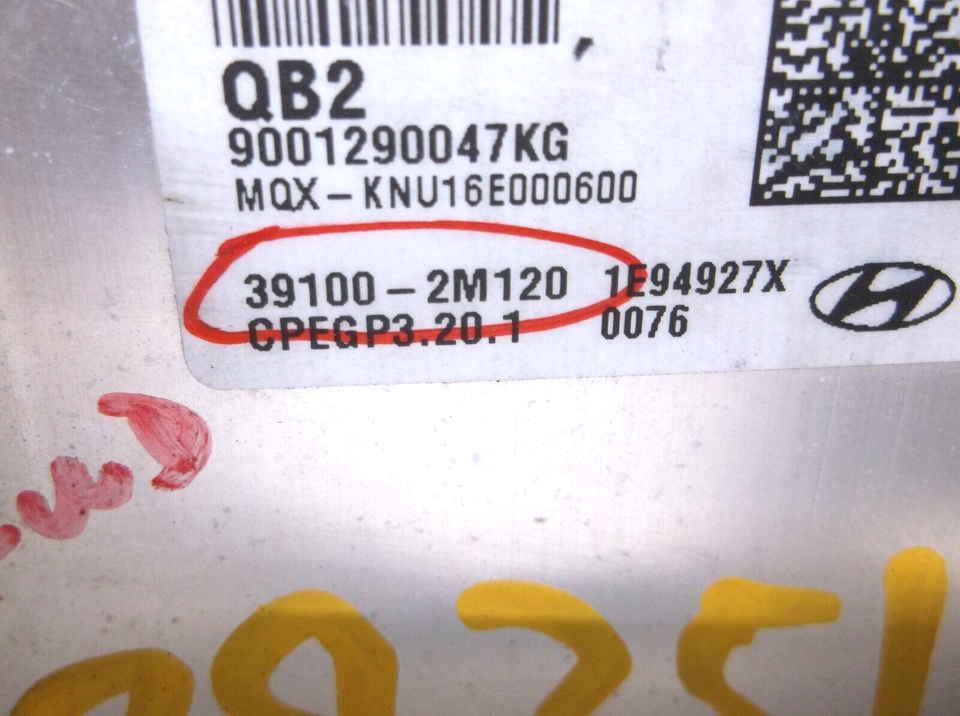 QB2
9001290047KG
MQX-KNU16E000600
39100-2M120 1E94927X
CPEGP3.20.1 0076